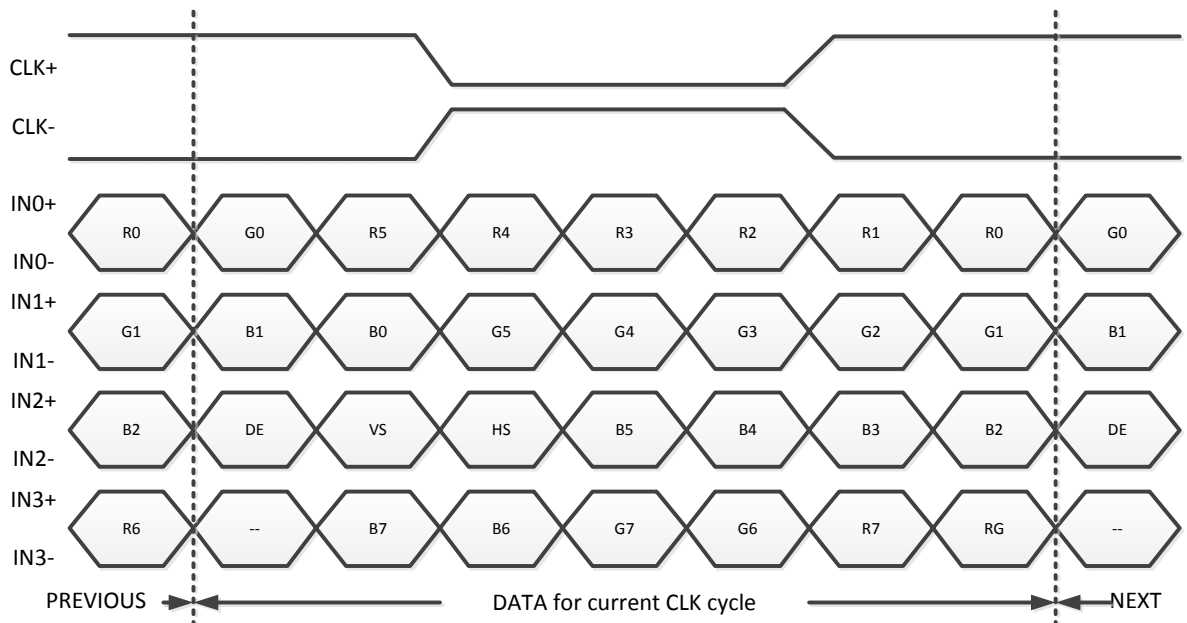 CLK+
CLK-
IN0+
R0 G0 R5 R4 R3 R2 R1 R0 G0
IN0-
IN1+
G1 B1 B0 G5 G4 G3 G2 G1 B1
IN1-
IN2+
B2 DE VS HS B5 B4 B3 B2 DE
IN2-
IN3+
R6 -- B7 B6 G7 G6 R7 RG --
IN3-
PREVIOUS DATA for current CLK cycle NEXT